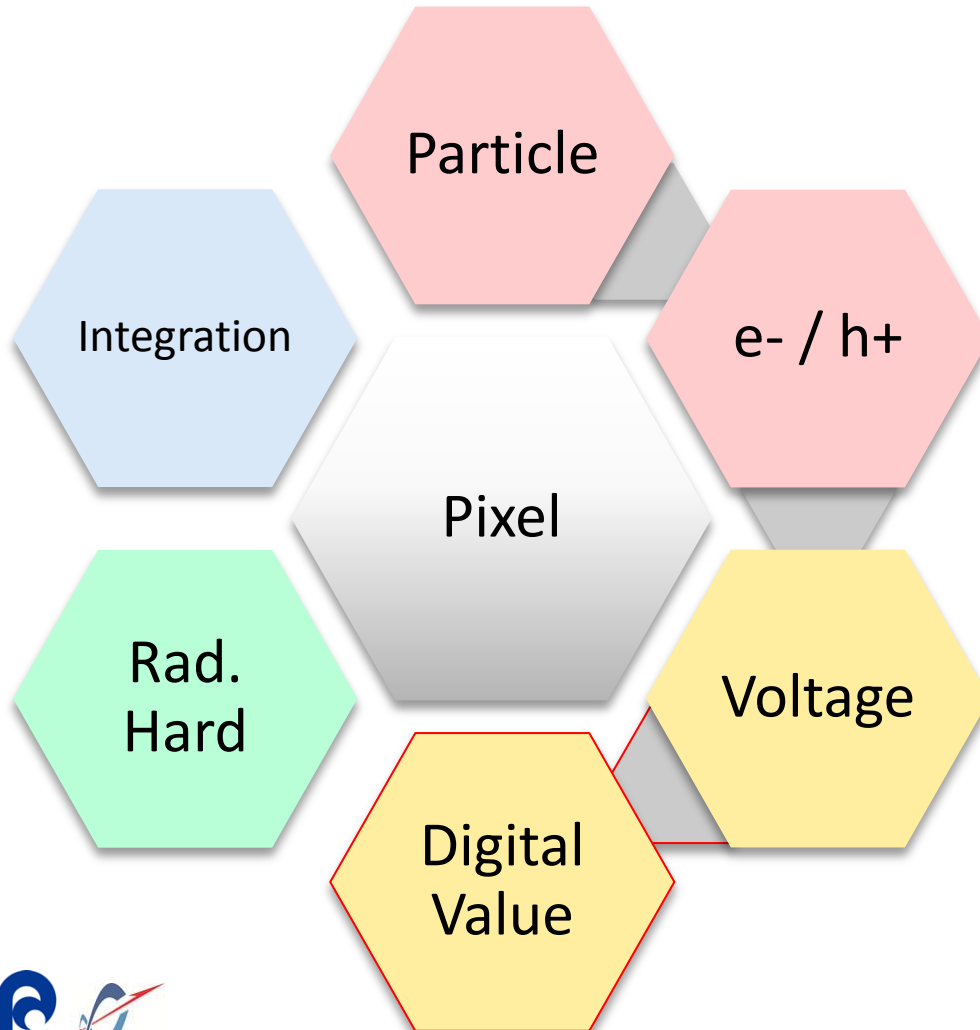 Particle
Integration
e- / h+
Pixel
Rad.
Hard
Voltage
Digital
Value